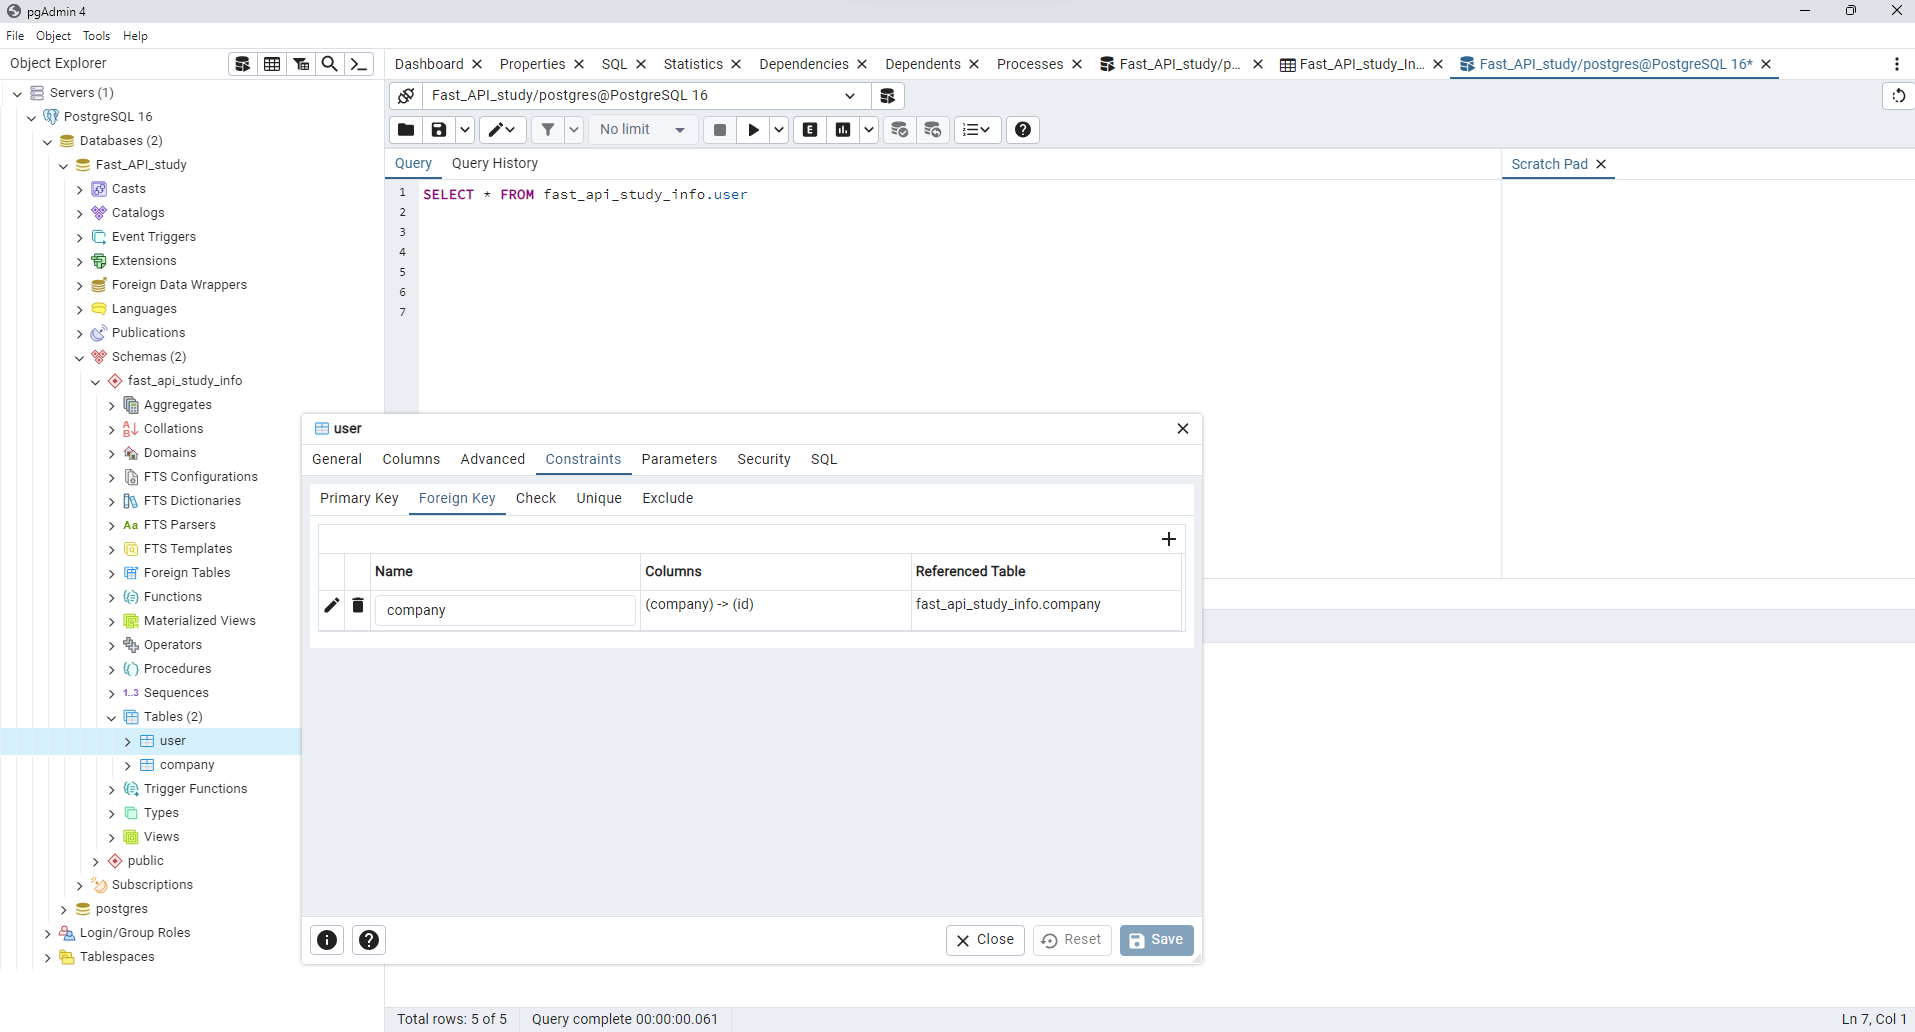 pgAdmin 4
File Object Tools Help
Object Explorer
Dashboard Properties SQL Statistics Dependencies Dependents Processes Fast_API_study/p... Fast_API_study_In... Fast_API_study/postgres@PostgreSQL 16*
Servers (1)
PostgreSQL 16
Databases (2)
Fast_API_study
Casts
Catalogs
Event Triggers
Extensions
Foreign Data Wrappers
Languages
Publications
Schemas (2)
fast_api_study_info
Aggregates
Collations
Domains
FTS Configurations
FTS Dictionaries
Aa FTS Parsers
FTS Templates
Foreign Tables
Functions
Materialized Views
Operators
Procedures
1..3 Sequences
Tables (2)
user
company
Trigger Functions
Types
Views
public
Subscriptions
postgres
Login/Group Roles
Tablespaces
Fast_API_study/postgres@PostgreSQL 16
No limit
E
Query Query History
Scratch Pad
1 SELECT * FROM fast_api_study_info.user
2
3
4
5
6
7
user
General Columns Advanced Constraints Parameters Security SQL
Primary Key Foreign Key Check Unique Exclude
Name Columns Referenced Table
company (company) -> (id) fast_api_study_info.company
Close Reset Save
Total rows: 5 of 5 Query complete 00:00:00.061 Ln 7, Col 1